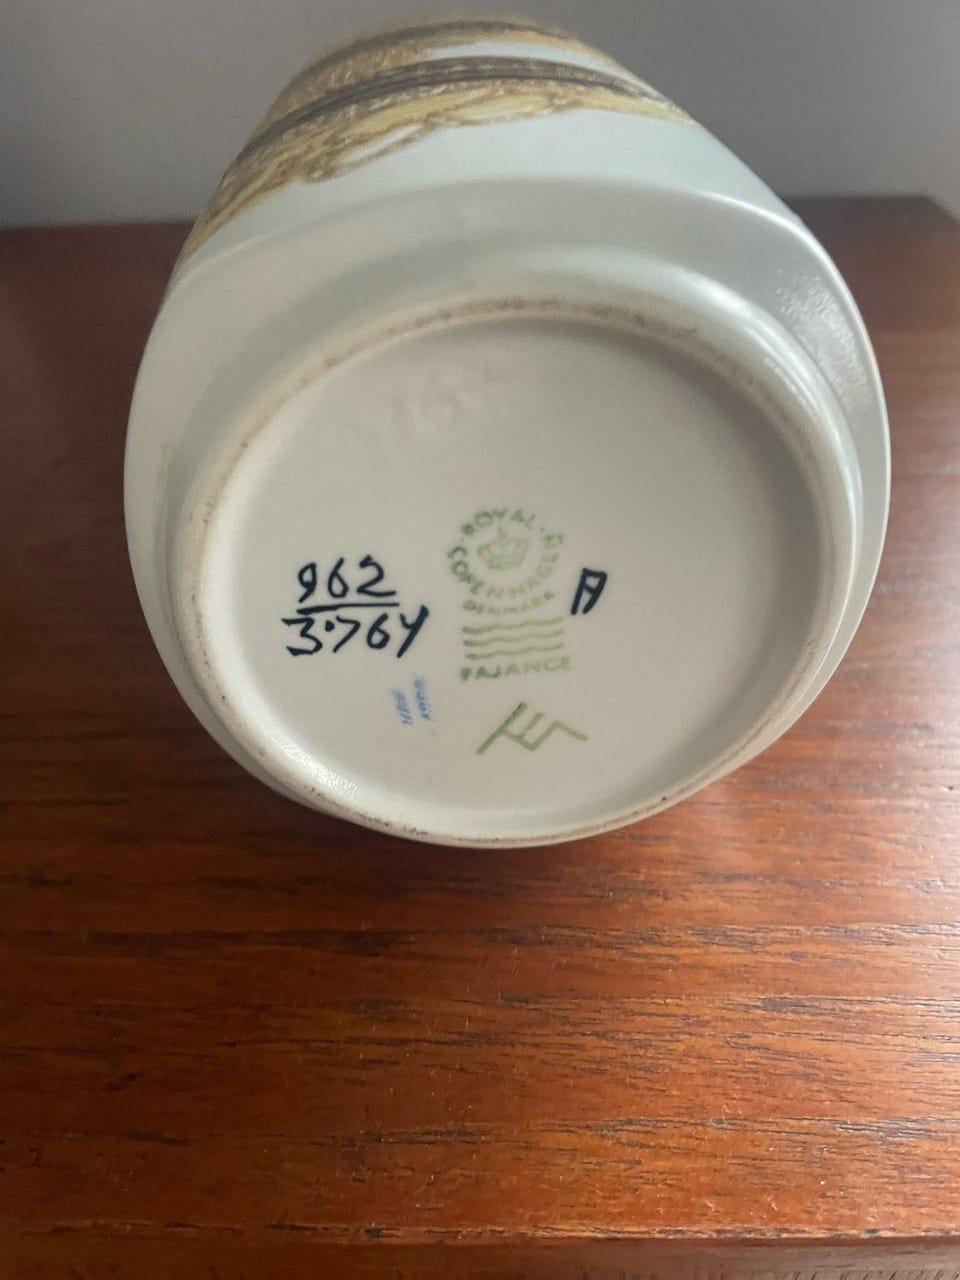 ROYAL
COPENHAGEN
DENMARK
FAJANCE
962
3764
A